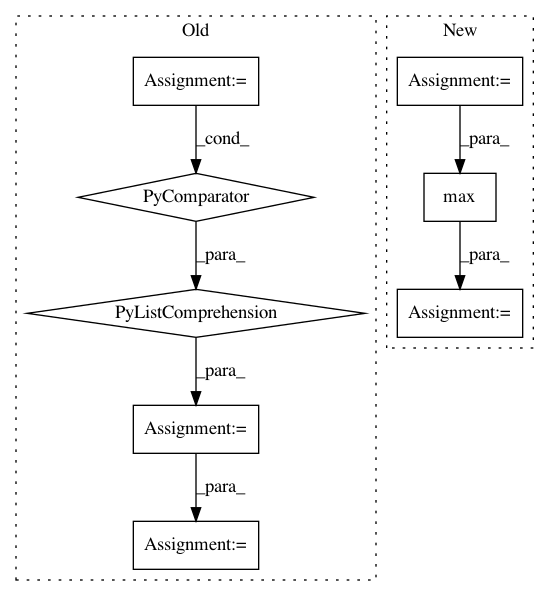 Old
Assignment:=
_cond_
PyComparator
_para_
PyListComprehension
_para_
Assignment:=
_para_
Assignment:=
New
Assignment:=
_para_
max
_para_
Assignment:=